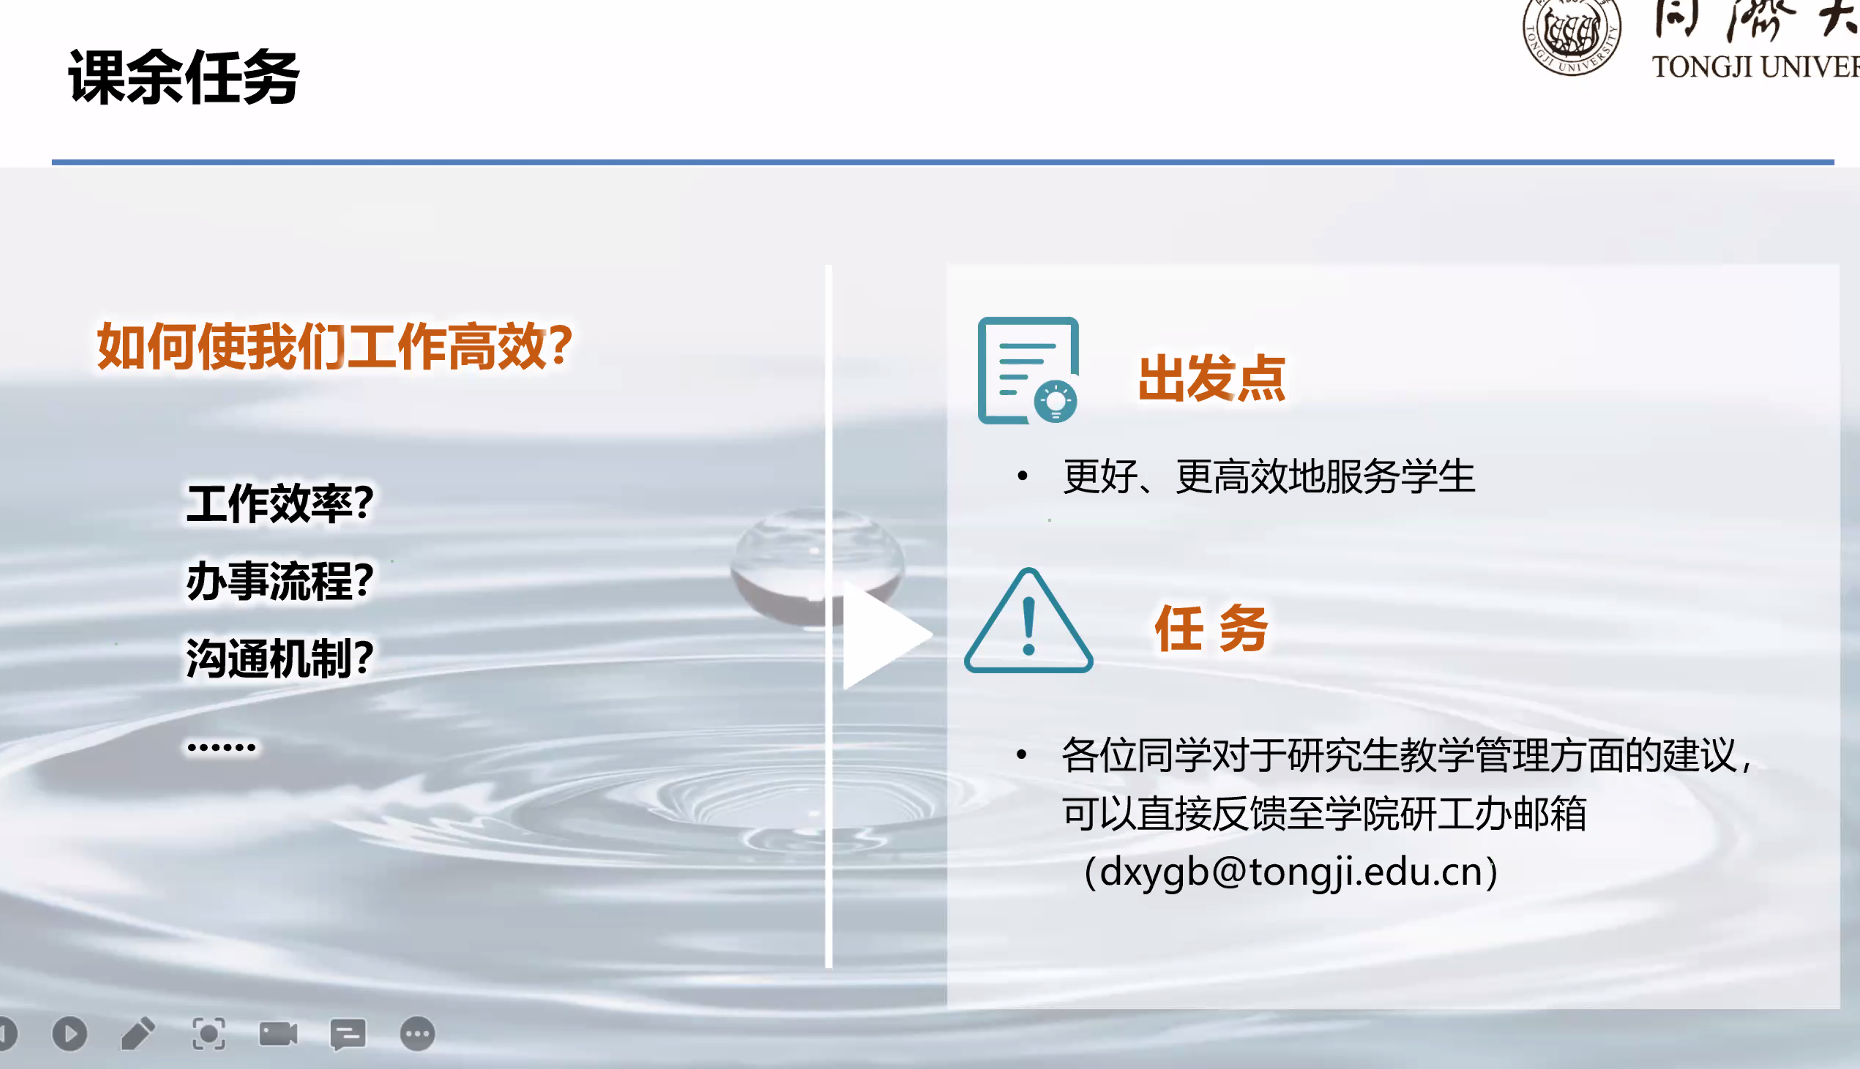 课余任务
同濟大
TONGJI UNIVER
TONGJI UNIVERSITY
如何使我们工作高效?
工作效率?
办事流程?
沟通机制?
......
出发点
• 更好、更高效地服务学生
任 务
• 各位同学对于研究生教学管理方面的建议,
可以直接反馈至学院研工办邮箱
（dxygb@tongji.edu.cn）